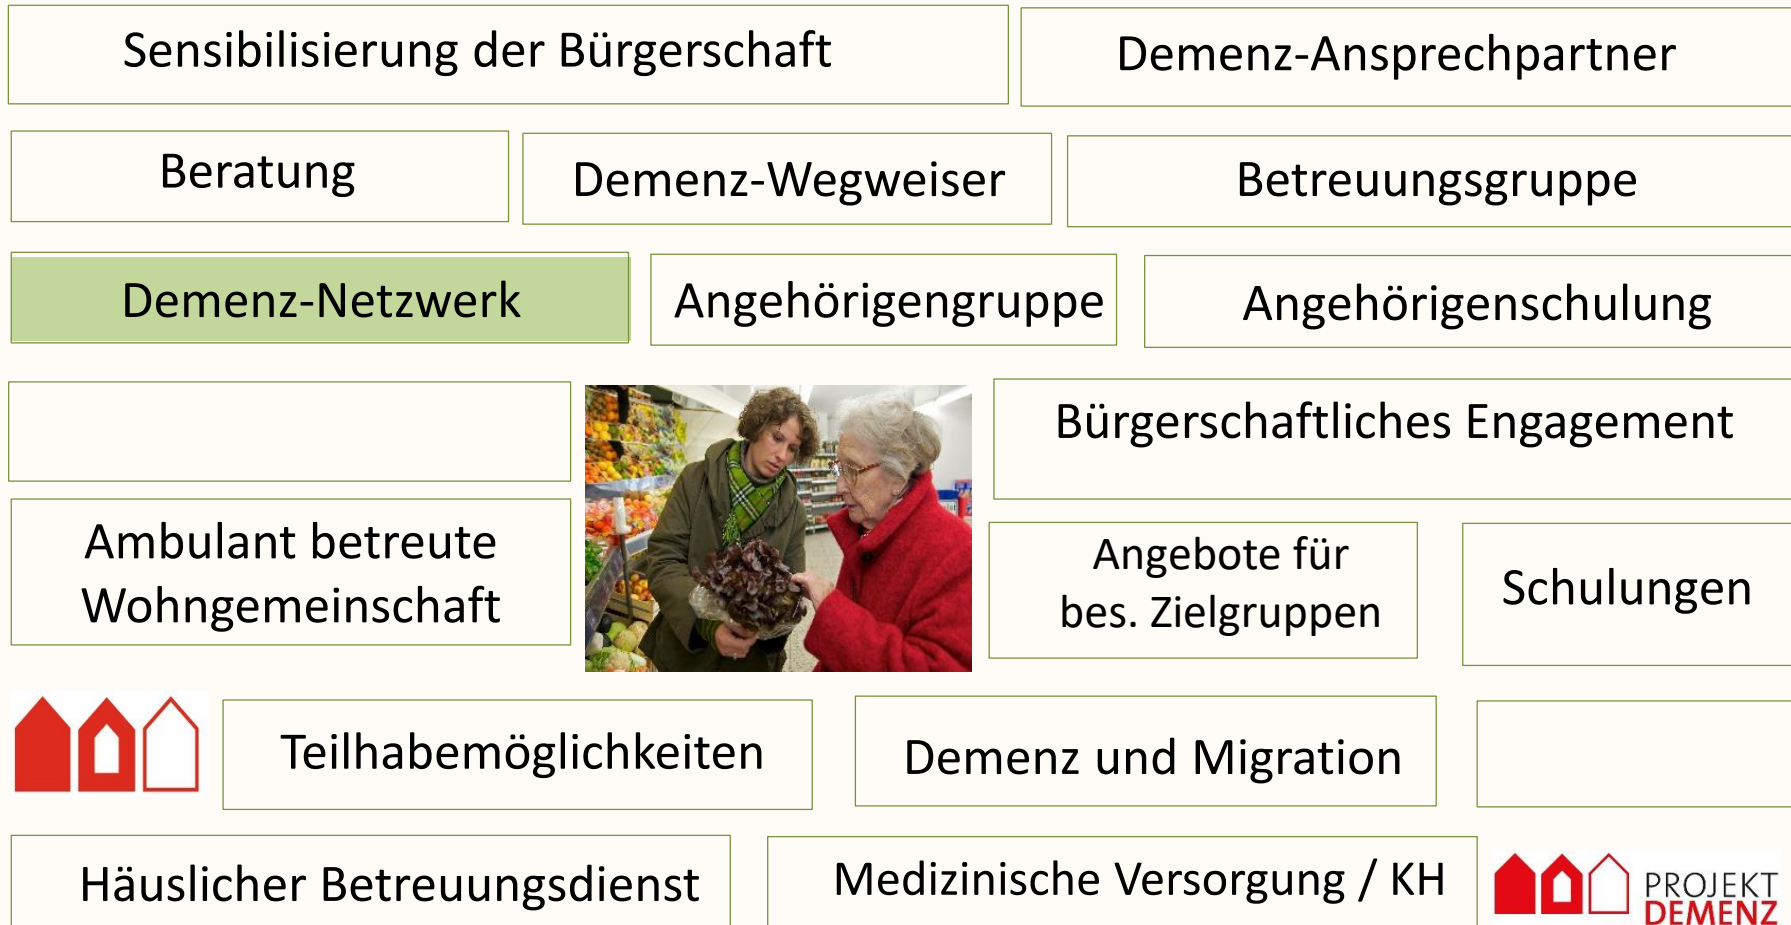 Sensibilisierung der Bürgerschaft
Demenz-Ansprechpartner
Beratung
Demenz-Wegweiser
Betreuungsgruppe
Demenz-Netzwerk
Angehörigengruppe
Angehörigenschulung
Bürgerschaftliches Engagement
Ambulant betreute
Wohngemeinschaft
Angebote für
bes. Zielgruppen
Schulungen
Teilhabemöglichkeiten
Demenz und Migration
Häuslicher Betreuungsdienst
Medizinische Versorgung / KH
PROJEKT
DEMENZ